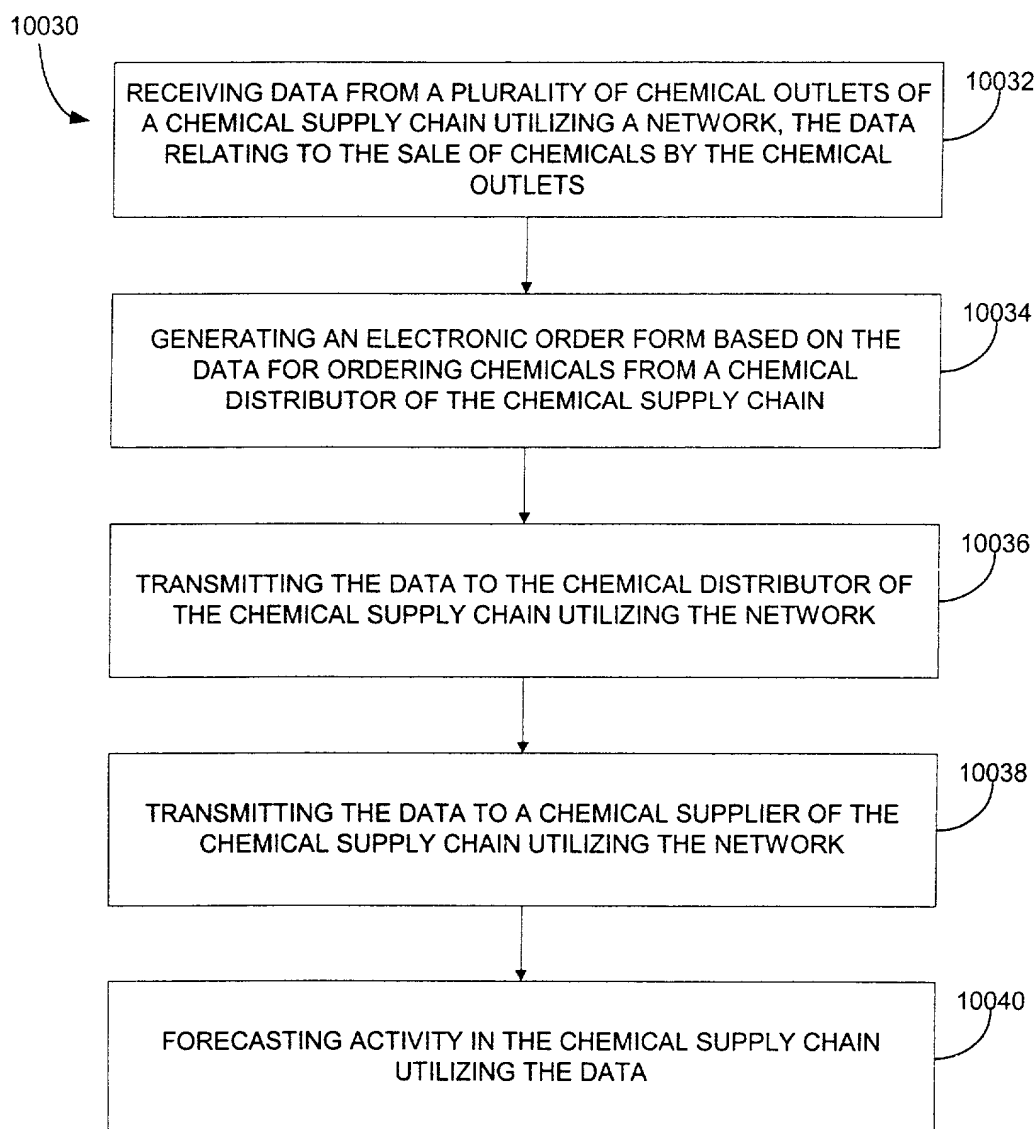 10030
RECEIVING DATA FROM A PLURALITY OF CHEMICAL OUTLETS OF
A CHEMICAL SUPPLY CHAIN UTILIZING A NETWORK, THE DATA
RELATING TO THE SALE OF CHEMICALS BY THE CHEMICAL
OUTLETS
10032
GENERATING AN ELECTRONIC ORDER FORM BASED ON THE
DATA FOR ORDERING CHEMICALS FROM A CHEMICAL
DISTRIBUTOR OF THE CHEMICAL SUPPLY CHAIN
10034
TRANSMITTING THE DATA TO THE CHEMICAL DISTRIBUTOR OF
THE CHEMICAL SUPPLY CHAIN UTILIZING THE NETWORK
10036
TRANSMITTING THE DATA TO A CHEMICAL SUPPLIER OF THE
CHEMICAL SUPPLY CHAIN UTILIZING THE NETWORK
10038
FORECASTING ACTIVITY IN THE CHEMICAL SUPPLY CHAIN
UTILIZING THE DATA
10040